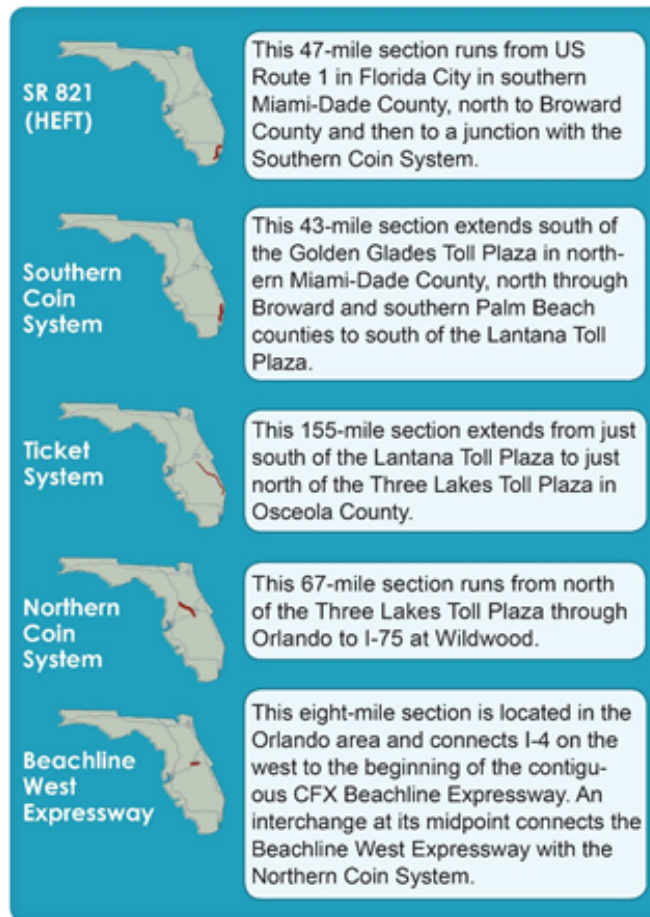 SR 821
(HEFT)
This 47-mile section runs from US
Route 1 in Florida City in southern
Miami-Dade County, north to Broward
County and then to a junction with the
Southern Coin System.
Southern
Coin
System
This 43-mile section extends south of
the Golden Glades Toll Plaza in north-
ern Miami-Dade County, north through
Broward and southern Palm Beach
counties to south of the Lantana Toll
Plaza.
Ticket
System
This 155-mile section extends from just
south of the Lantana Toll Plaza to just
north of the Three Lakes Toll Plaza in
Osceola County.
Northern
Coin
System
This 67-mile section runs from north
of the Three Lakes Toll Plaza through
Orlando to I-75 at Wildwood.
Beachline
West
Expressway
This eight-mile section is located in the
Orlando area and connects I-4 on the
west to the beginning of the contigu-
ous CFX Beachline Expressway. An
interchange at its midpoint connects the
Beachline West Expressway with the
Northern Coin System.